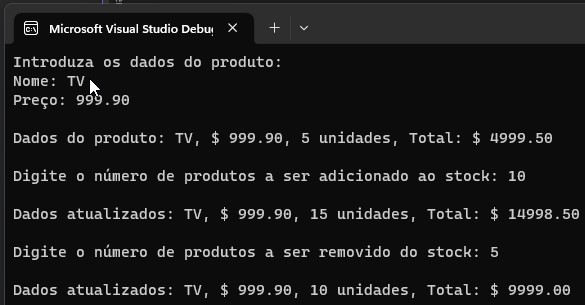 Microsoft Visual Studio Debu
Introduza os dados do produto:
Nome: TV
Preço: 999.90
Dados do produto: TV, $ 999.90, 5 unidades, Total: $ 4999.50
Digite o número de produtos a ser adicionado ao stock: 10
Dados atualizados: TV, $ 999.90, 15 unidades, Total: $ 14998.50
Digite o número de produtos a ser removido do stock: 5
Dados atualizados: TV, $ 999.90, 10 unidades, Total: $ 9999.00